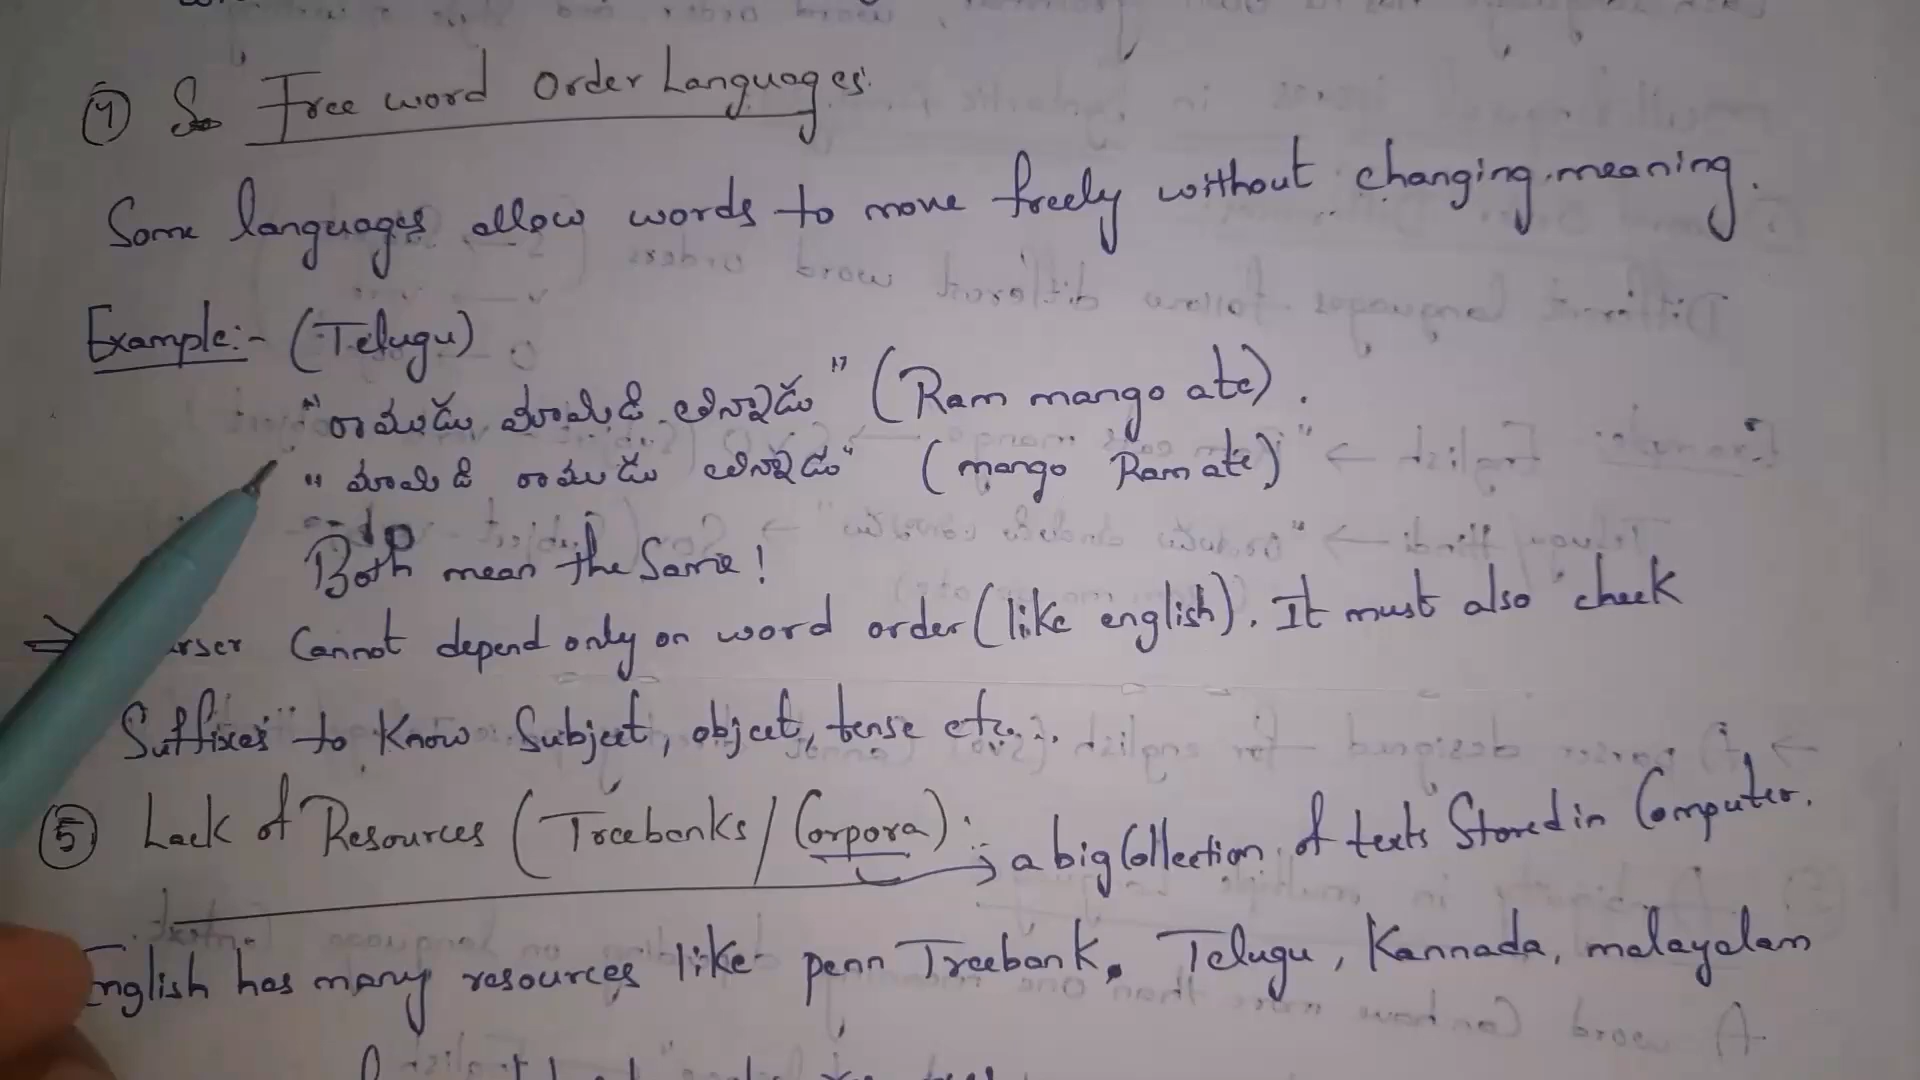 ④ Free word Order Languages:
Some languages allow words to move freely without changing meaning.
Example:- (Telugu)
"రాముడు మామిడి తిన్నాడు" (Ram mango ate).
"మామిడి రాముడు తిన్నాడు" (mango Ram ate)
Both mean the Same!
Cannot depend only on word order (like english). It must also check
Suffixes to know Subject, object, tense etc...
⑤ Lack of Resources (Treebanks/Corpora): → a big Collection of texts Stored in Computer.
English has many resources like penn Treebank. Telugu, Kannada, malayalam